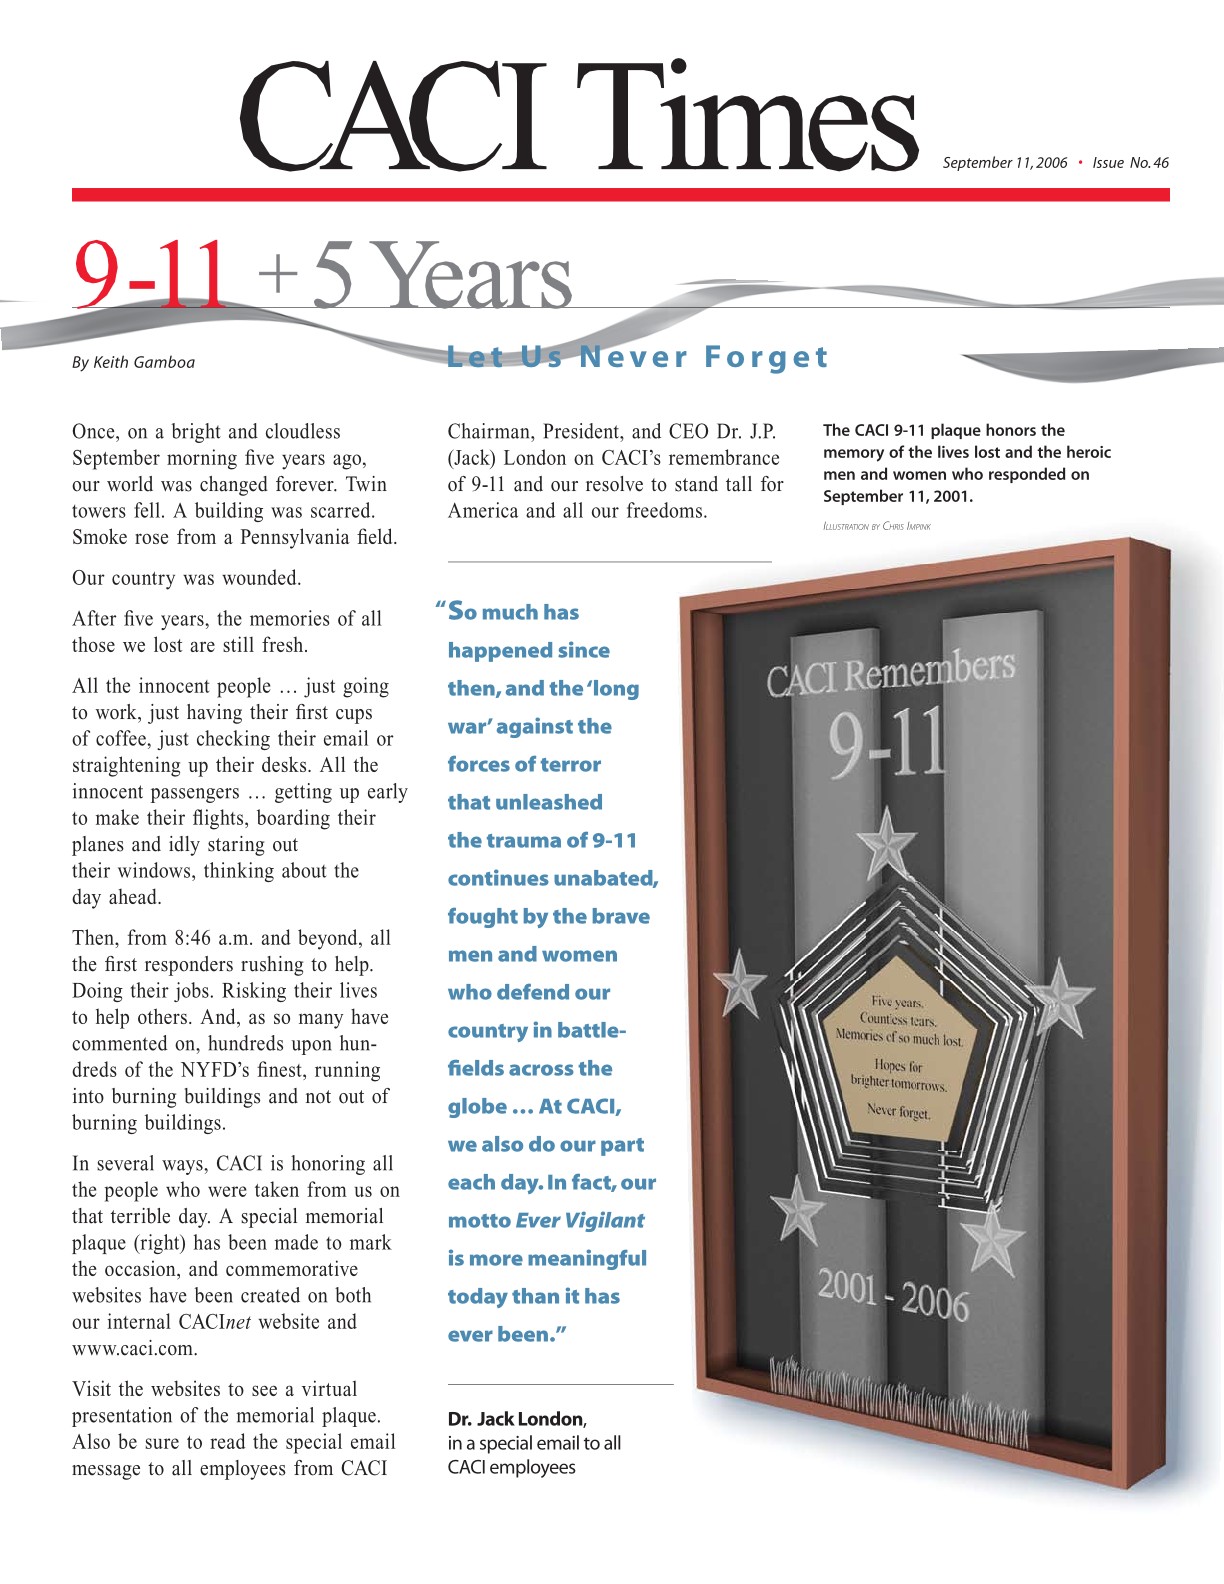 CACI Times
September 11, 2006 • Issue No. 46
9-11 + 5 Years
By Keith Gamboa
Let Us Never Forget
Once, on a bright and cloudless
September morning five years ago,
our world was changed forever. Twin
towers fell. A building was scarred.
Smoke rose from a Pennsylvania field.
Our country was wounded.
After five years, the memories of all
those we lost are still fresh.
All the innocent people … just going
to work, just having their first cups
of coffee, just checking their email or
straightening up their desks. All the
innocent passengers … getting up early
to make their flights, boarding their
planes and idly staring out
their windows, thinking about the
day ahead.
Then, from 8:46 a.m. and beyond, all
the first responders rushing to help.
Doing their jobs. Risking their lives
to help others. And, as so many have
commented on, hundreds upon hun-
dreds of the NYFD’s finest, running
into burning buildings and not out of
burning buildings.
In several ways, CACI is honoring all
the people who were taken from us on
that terrible day. A special memorial
plaque (right) has been made to mark
the occasion, and commemorative
websites have been created on both
our internal CACInet website and
www.caci.com.
Visit the websites to see a virtual
presentation of the memorial plaque.
Also be sure to read the special email
message to all employees from CACI
Chairman, President, and CEO Dr. J.P.
(Jack) London on CACI’s remembrance
of 9-11 and our resolve to stand tall for
America and all our freedoms.
“So much has
happened since
then, and the ‘long
war’ against the
forces of terror
that unleashed
the trauma of 9-11
continues unabated,
fought by the brave
men and women
who defend our
country in battle-
fields across the
globe … At CACI,
we also do our part
each day. In fact, our
motto Ever Vigilant
is more meaningful
today than it has
ever been.”
Dr. Jack London,
in a special email to all
CACI employees
The CACI 9-11 plaque honors the
memory of the lives lost and the heroic
men and women who responded on
September 11, 2001.
Illustration by Chris Impink
CACI Remembers
9-11
Five years.
Countless tears.
Memories of so much lost.
Hopes for
brighter tomorrows.
Never forget.
2001 - 2006